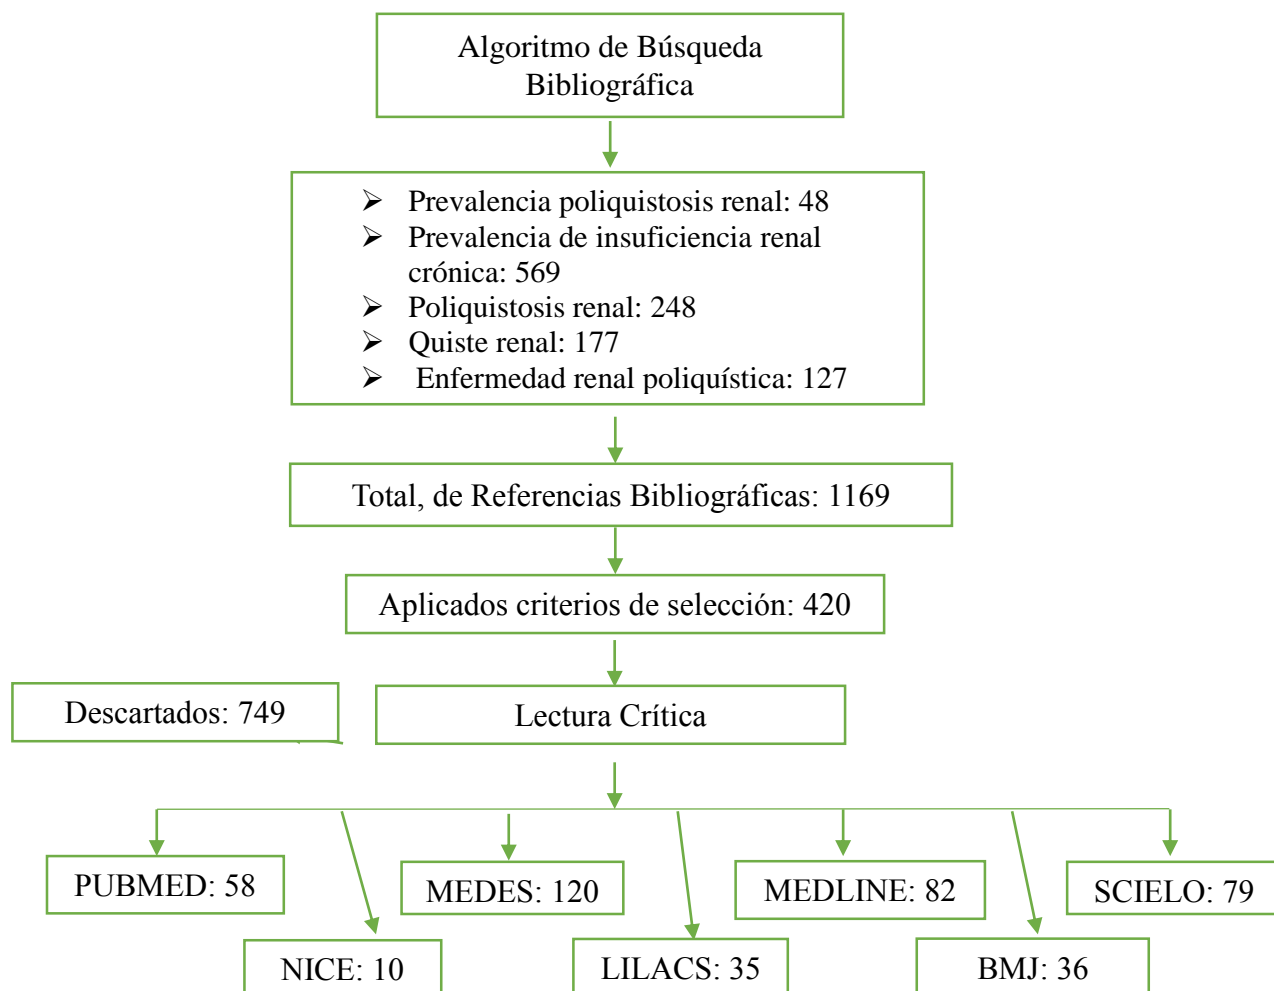 Algoritmo de Búsqueda
Bibliográfica
➢ Prevalencia poliquistosis renal: 48
➢ Prevalencia de insuficiencia renal
crónica: 569
➢ Poliquistosis renal: 248
➢ Quiste renal: 177
➢ Enfermedad renal poliquística: 127
Total, de Referencias Bibliográficas: 1169
Aplicados criterios de selección: 420
Descartados: 749
Lectura Crítica
PUBMED: 58
MEDES: 120
MEDLINE: 82
SCIELO: 79
NICE: 10
LILACS: 35
BMJ: 36